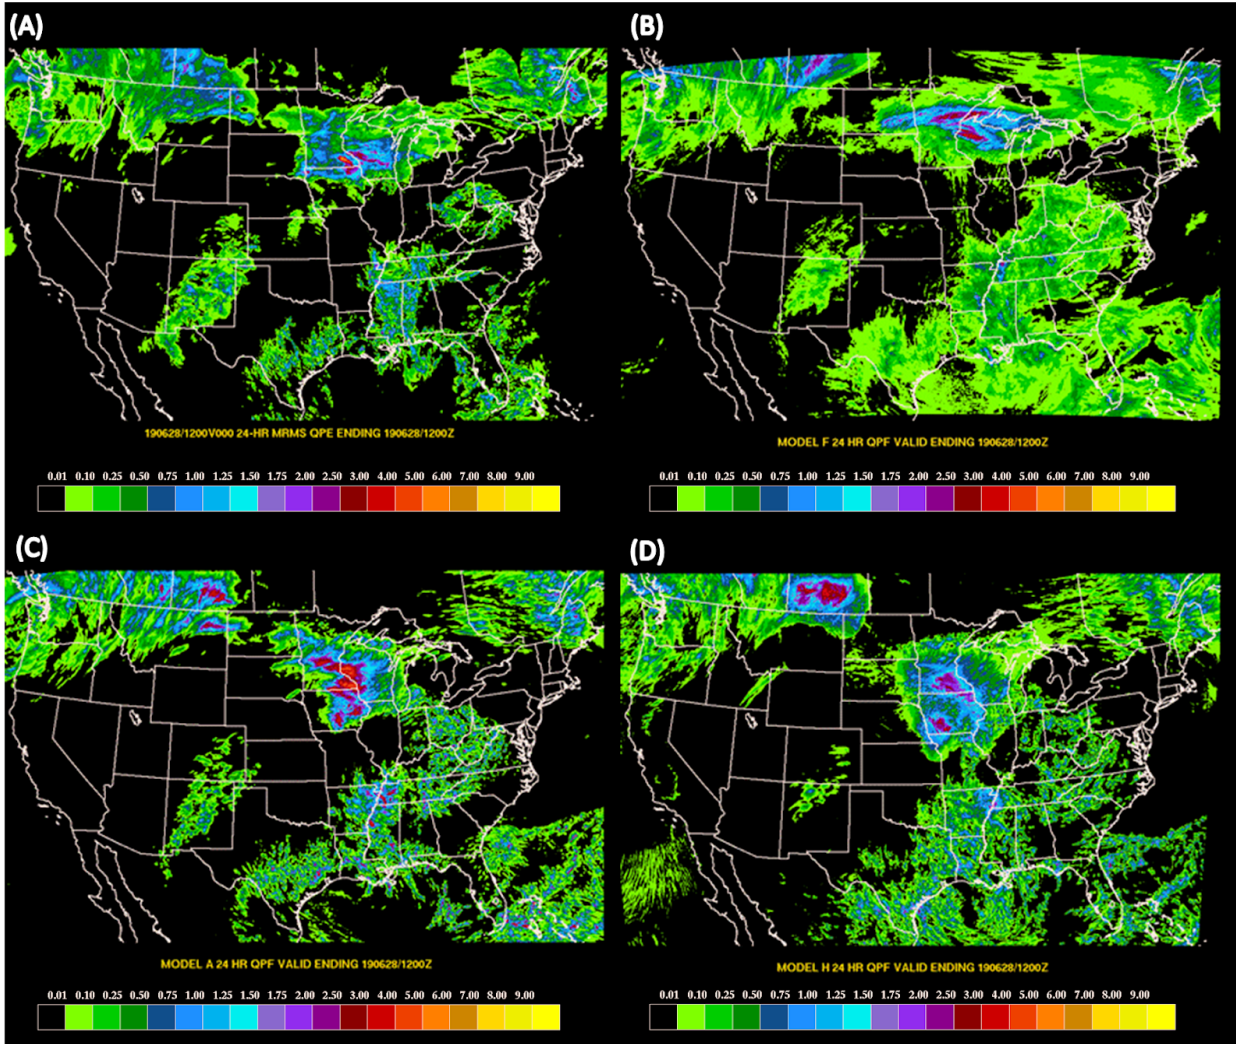 (A)
(B)
190628/1200V000 24-HR MRMS QPE ENDING 190628/1200Z
MODEL F 24 HR QPF VALID ENDING 190628/1200Z
0.01 0.10 0.25 0.50 0.75 1.00 1.25 1.50 1.75 2.00 2.50 3.00 4.00 5.00 6.00 7.00 8.00 9.00
0.01 0.10 0.25 0.50 0.75 1.00 1.25 1.50 1.75 2.00 2.50 3.00 4.00 5.00 6.00 7.00 8.00 9.00
(C)
(D)
MODEL A 24 HR QPF VALID ENDING 190628/1200Z
MODEL H 24 HR QPF VALID ENDING 190628/1200Z
0.01 0.10 0.25 0.50 0.75 1.00 1.25 1.50 1.75 2.00 2.50 3.00 4.00 5.00 6.00 7.00 8.00 9.00
0.01 0.10 0.25 0.50 0.75 1.00 1.25 1.50 1.75 2.00 2.50 3.00 4.00 5.00 6.00 7.00 8.00 9.00